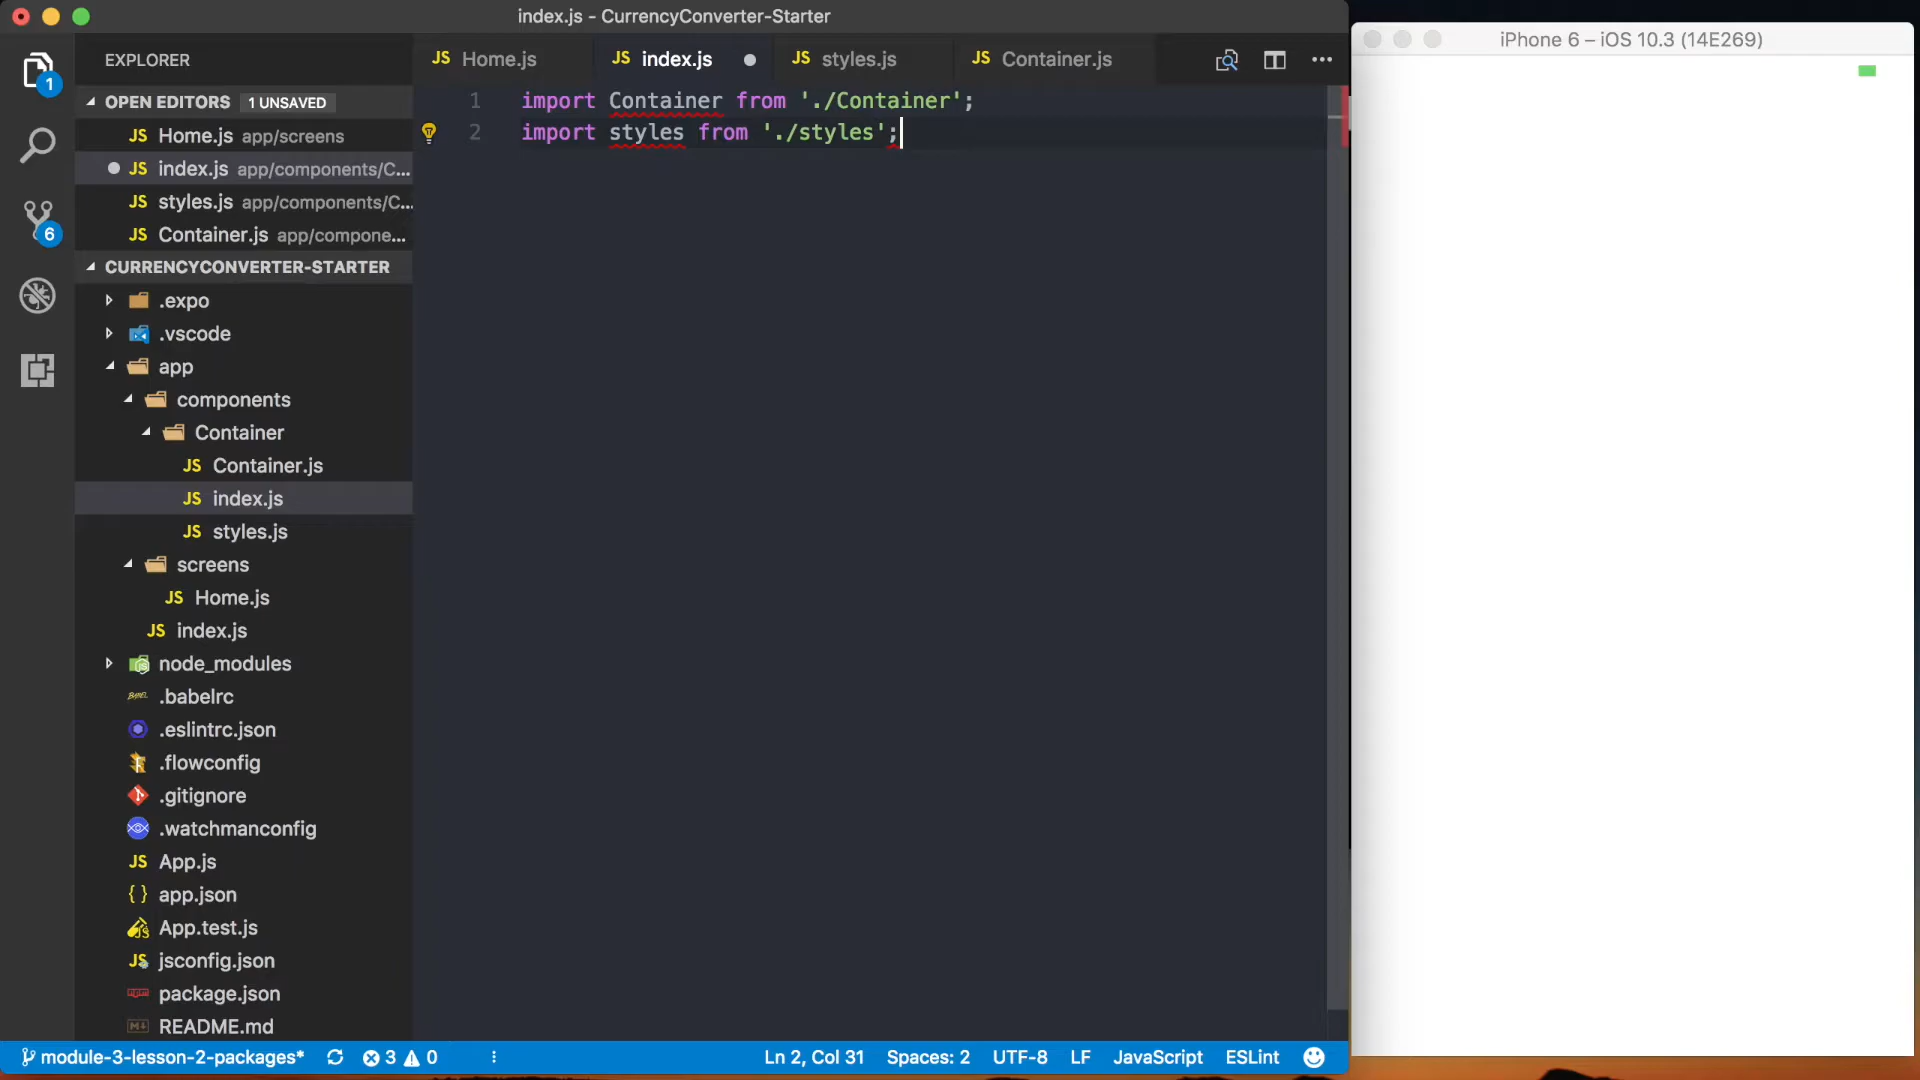 index.js - CurrencyConverter-Starter
iPhone 6 – iOS 10.3 (14E269)
EXPLORER
JS Home.js
JS index.js
JS styles.js
JS Container.js
1
OPEN EDITORS 1 UNSAVED
JS Home.js app/screens
JS index.js app/components/C...
JS styles.js app/components/C...
JS Container.js app/compone...
6
CURRENCYCONVERTER-STARTER
.expo
.vscode
app
components
Container
JS Container.js
JS index.js
JS styles.js
screens
JS Home.js
JS index.js
node_modules
.babelrc
.eslintrc.json
.flowconfig
.gitignore
.watchmanconfig
JS App.js
{ } app.json
App.test.js
JS jsconfig.json
package.json
README.md
1 import Container from './Container';
2 import styles from './styles';
module-3-lesson-2-packages* 3 0 Ln 2, Col 31 Spaces: 2 UTF-8 LF JavaScript ESLint